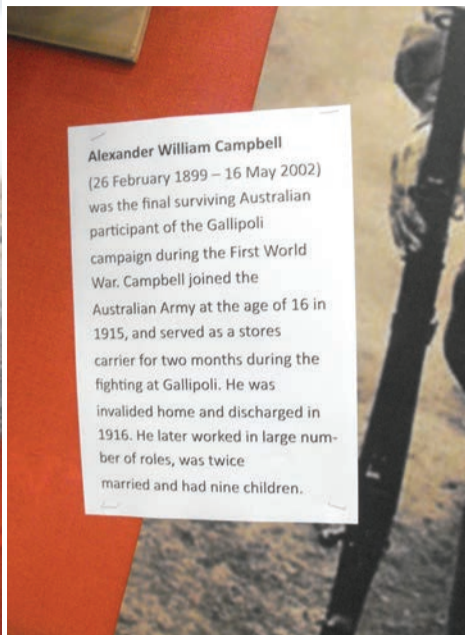 Alexander William Campbell
(26 February 1899 – 16 May 2002)
was the final surviving Australian
participant of the Gallipoli
campaign during the First World
War. Campbell joined the
Australian Army at the age of 16 in
1915, and served as a stores
carrier for two months during the
fighting at Gallipoli. He was
invalided home and discharged in
1916. He later worked in large num-
ber of roles, was twice
married and had nine children.